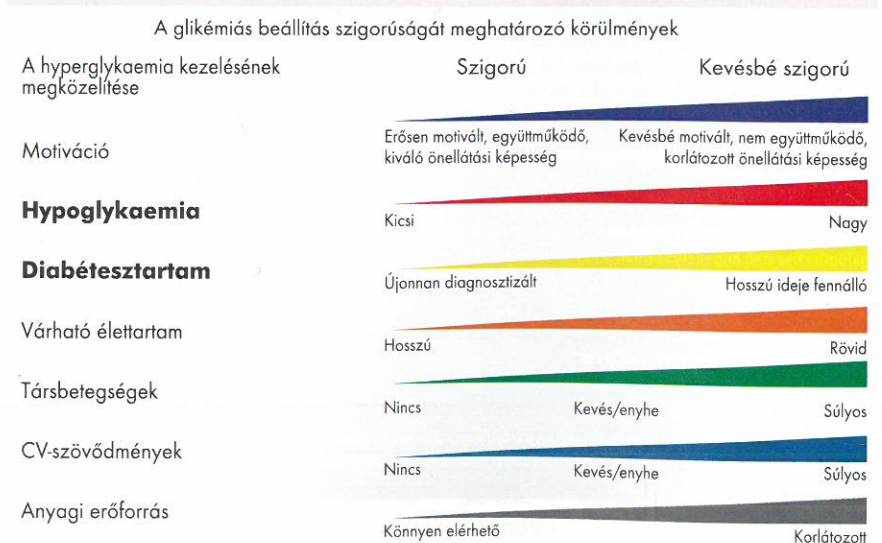 A glikémiás beállítás szigorúságát meghatározó körülmények
A hyperglykaemia kezelésének
megközelítése
Szigorú
Kevésbé szigorú
Motiváció
Erősen motivált, együttműködő,
kiváló önellátási képesség
Kevésbé motivált, nem együttműködő,
korlátozott önellátási képesség
Hypoglykaemia
Kicsi
Nagy
Diabétesztartam
Újonnan diagnosztizált
Hosszú ideje fennálló
Várható élettartam
Hosszú
Rövid
Társbetegségek
Nincs
Kevés/enyhe
Súlyos
CV-szövődmények
Nincs
Kevés/enyhe
Súlyos
Anyagi erőforrás
Könnyen elérhető
Korlátozott